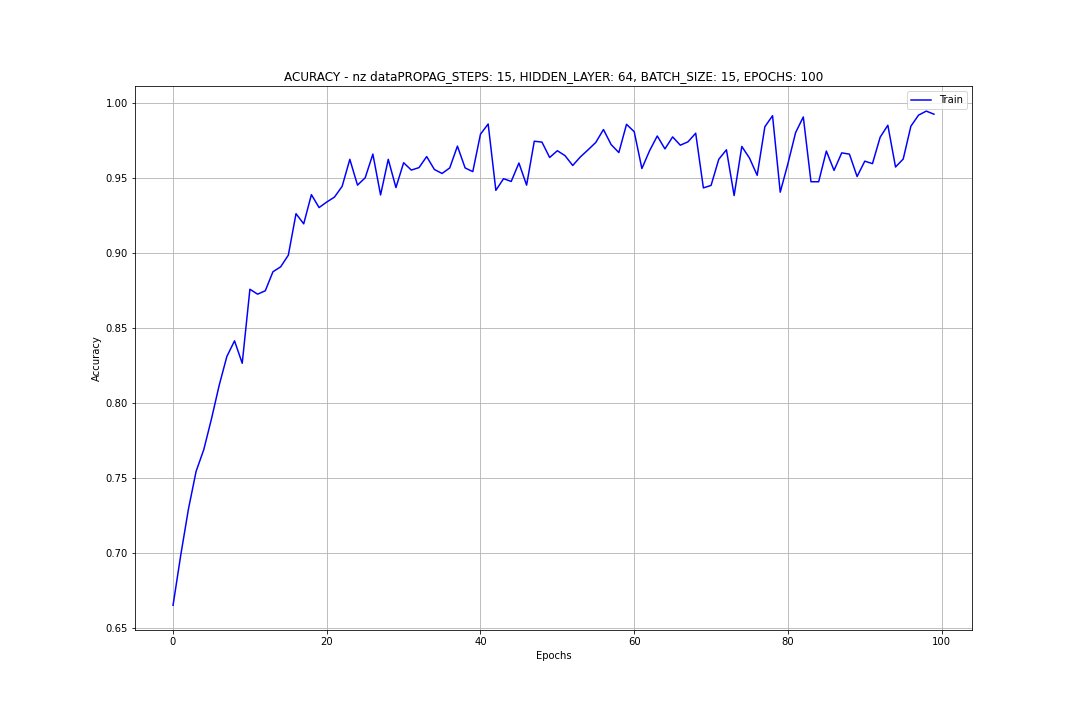 ACURACY - nz dataPROPAG_STEPS: 15, HIDDEN_LAYER: 64, BATCH_SIZE: 15, EPOCHS: 100
Train
1.00
0.95
0.90
0.85
0.80
0.75
0.70
0.65
Accuracy
0 20 40 60 80 100
Epochs